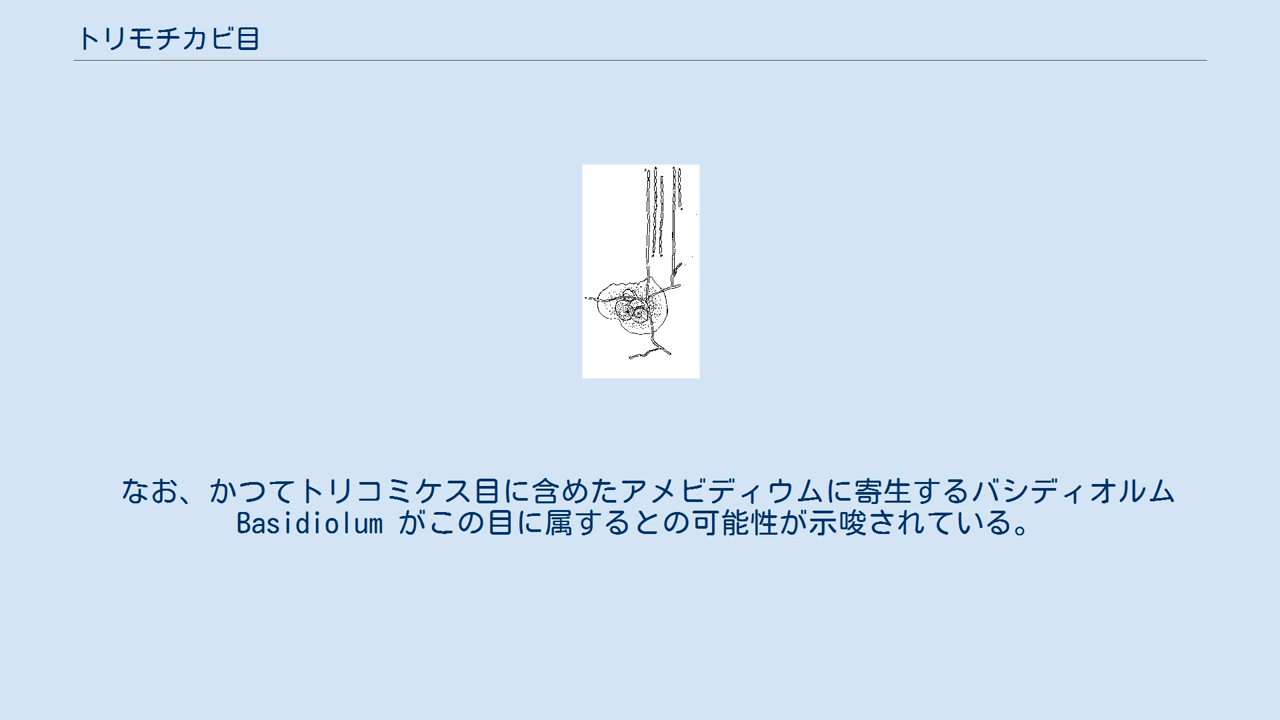 トリモチカビ目
なお、かつてトリコミケス目に含めたアメビディウムに寄生するバシディオルム
Basidiolum がこの目に属するとの可能性が示唆されている。